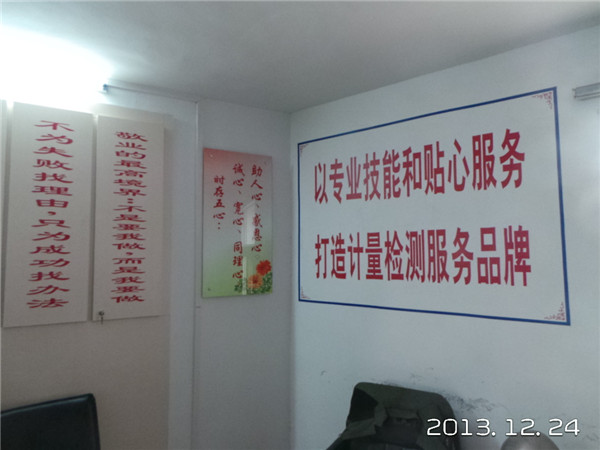 不为失败找理由，只为成功找办法
敬业的最高境界：不是要我做，而是我要做
助人心、感恩心
诚心、宽心、同理心
时存五心：
以专业技能和贴心服务
打造计量检测服务品牌
2013.12.24